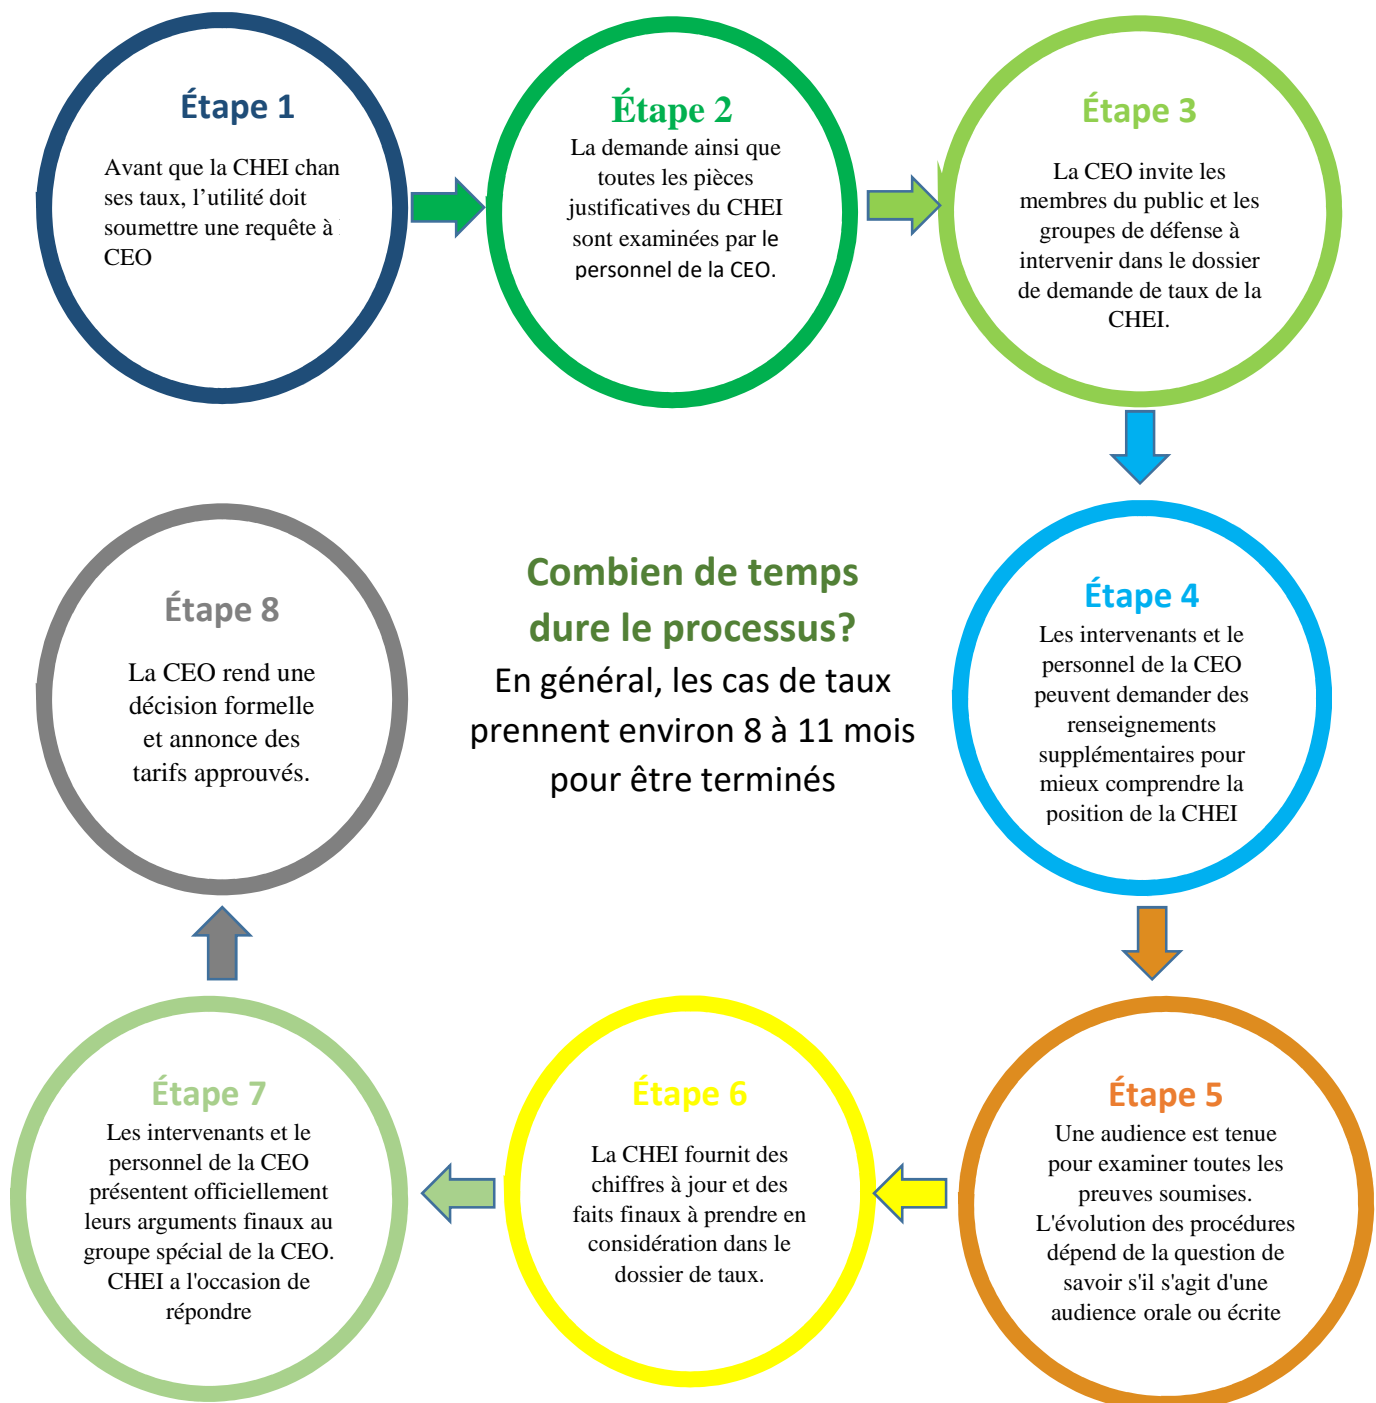 Étape 1
Avant que la CHEI chan
ses taux, l’utilité doit
soumettre une requête à
CEO
Étape 2
La demande ainsi que
toutes les pièces
justificatives du CHEI
sont examinées par le
personnel de la CEO.
Étape 3
La CEO invite les
membres du public et les
groupes de défense à
intervenir dans le dossier
de demande de taux de la
CHEI.
Étape 4
Les intervenants et le
personnel de la CEO
peuvent demander des
renseignements
supplémentaires pour
mieux comprendre la
position de la CHEI
Étape 5
Une audience est tenue
pour examiner toutes les
preuves soumises.
L'évolution des procédures
dépend de la question de
savoir s'il s'agit d'une
audience orale ou écrite
Étape 6
La CHEI fournit des
chiffres à jour et des
faits finaux à prendre en
considération dans le
dossier de taux.
Étape 7
Les intervenants et le
personnel de la CEO
présentent officiellement
leurs arguments finaux au
groupe spécial de la CEO.
CHEI a l'occasion de
répondre
Étape 8
La CEO rend une
décision formelle
et annonce des
tarifs approuvés.
Combien de temps
dure le processus?
En général, les cas de taux
prennent environ 8 à 11 mois
pour être terminés